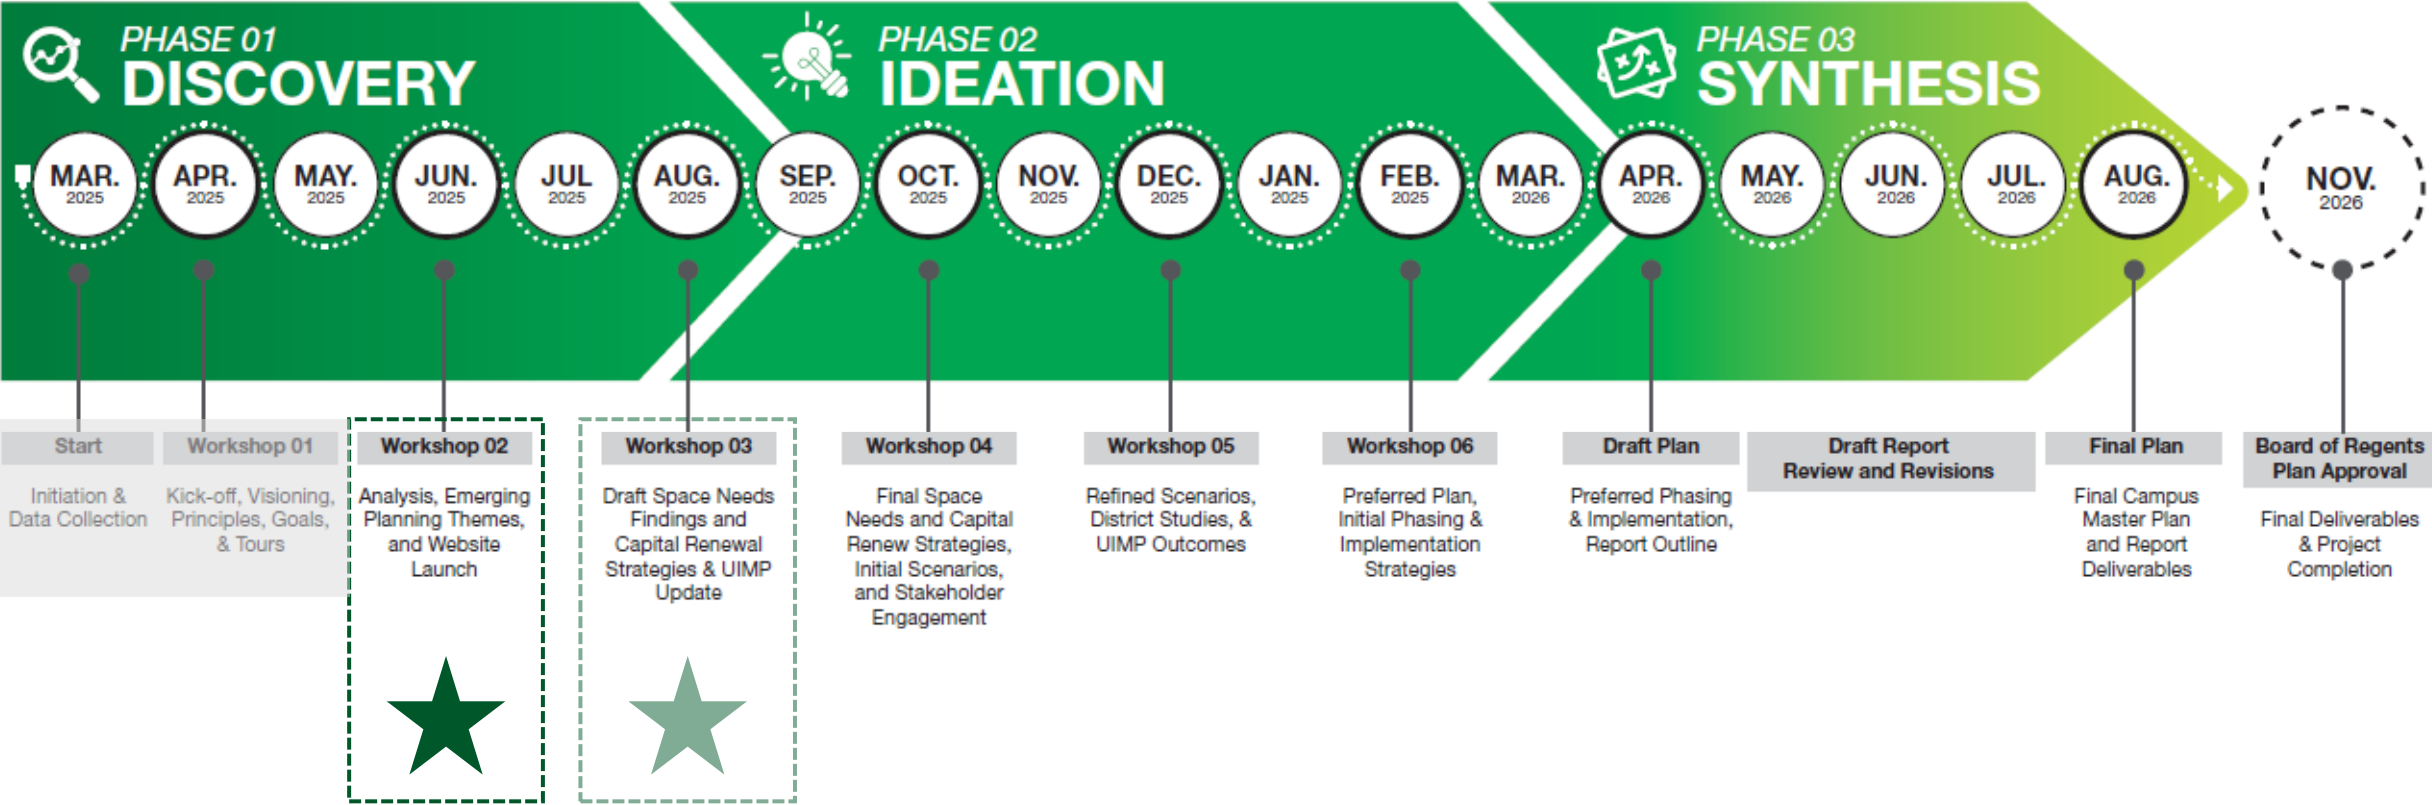 PHASE 01
DISCOVERY
PHASE 02
IDEATION
PHASE 03
SYNTHESIS
MAR.
2025
APR.
2025
MAY.
2025
JUN.
2025
JUL
2025
AUG.
2025
SEP.
2025
OCT.
2025
NOV.
2025
DEC.
2025
JAN.
2025
FEB.
2025
MAR.
2026
APR.
2026
MAY.
2026
JUN.
2026
JUL.
2026
AUG.
2026
NOV.
2026
Start
Initiation &
Data Collection
Workshop 01
Kick-off, Visioning,
Principles, Goals,
& Tours
Workshop 02
Analysis, Emerging
Planning Themes,
and Website
Launch
Workshop 03
Draft Space Needs
Findings and
Capital Renewal
Strategies & UIMP
Update
Workshop 04
Final Space
Needs and Capital
Renew Strategies,
Initial Scenarios,
and Stakeholder
Engagement
Workshop 05
Refined Scenarios,
District Studies, &
UIMP Outcomes
Workshop 06
Preferred Plan,
Initial Phasing &
Implementation
Strategies
Draft Plan
Preferred Phasing
& Implementation,
Report Outline
Draft Report
Review and Revisions
Final Plan
Final Campus
Master Plan
and Report
Deliverables
Board of Regents
Plan Approval
Final Deliverables
& Project
Completion